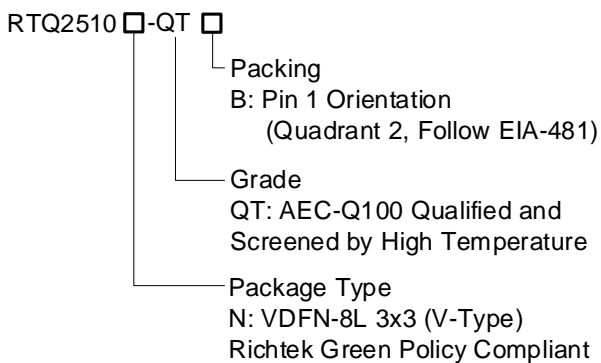 RTQ2510 □-QT □
Packing
B: Pin 1 Orientation
(Quadrant 2, Follow EIA-481)
Grade
QT: AEC-Q100 Qualified and
Screened by High Temperature
Package Type
N: VDFN-8L 3x3 (V-Type)
Richtek Green Policy Compliant